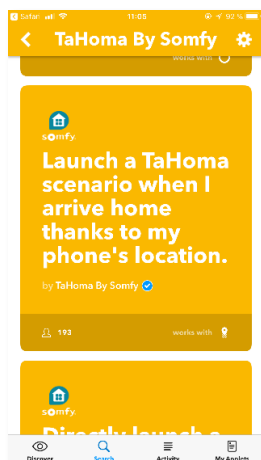 Safari 11:05 92 %
TaHoma By Somfy
works with
somfy.
Launch a TaHoma
scenario when I
arrive home
thanks to my
phone's location.
by TaHoma By Somfy
193 works with
somfy.
Directly launch a
Discover Search Activity My Applets